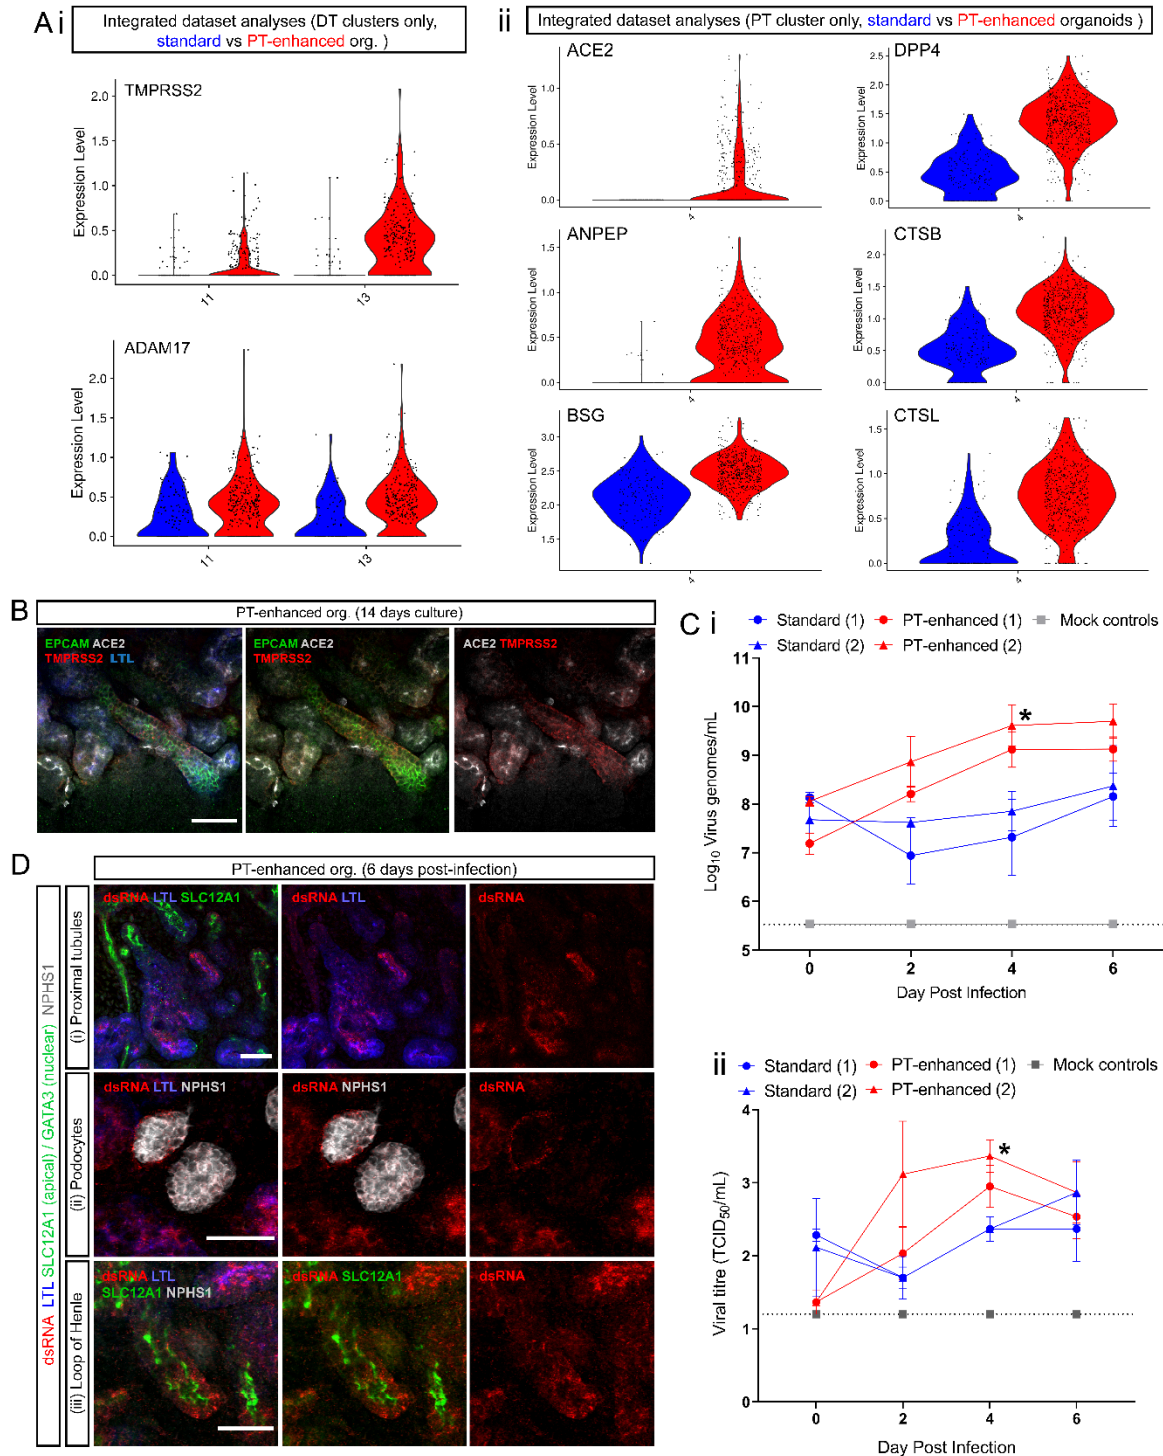 A i
Integrated dataset analyses (DT clusters only,
standard vs PT-enhanced org. )
TMPRSS2
Expression Level
2.0
1.5
1.0
0.5
0.0
11
13
ADAM17
Expression Level
2.0
1.5
1.0
0.5
0.0
11
13
ii
Integrated dataset analyses (PT cluster only, standard vs PT-enhanced organoids )
ACE2
Expression Level
1.0
0.5
0.0
4
DPP4
Expression Level
2.5
2.0
1.5
1.0
0.5
0.0
4
ANPEP
Expression Level
1.5
1.0
0.5
0.0
4
CTSB
Expression Level
2.0
1.5
1.0
0.5
0.0
4
BSG
Expression Level
3.0
2.5
2.0
1.5
4
CTSL
Expression Level
1.5
1.0
0.5
0.0
4
B
PT-enhanced org. (14 days culture)
EPCAM ACE2
TMPRSS2 LTL
EPCAM ACE2
TMPRSS2
ACE2 TMPRSS2
C i
Standard (1)
PT-enhanced (1)
Mock controls
Standard (2)
PT-enhanced (2)
Log10 Virus genomes/mL
11
10
9
8
7
6
5
*
0
2
4
6
Day Post Infection
D
PT-enhanced org. (6 days post-infection)
dsRNA LTL SLC12A1 (apical) / GATA3 (nuclear) NPHS1
(i) Proximal tubules
dsRNA LTL SLC12A1
dsRNA LTL
dsRNA
(ii) Podocytes
dsRNA LTL NPHS1
dsRNA NPHS1
dsRNA
(iii) Loop of Henle
dsRNA LTL
SLC12A1 NPHS1
dsRNA SLC12A1
dsRNA
ii
Standard (1)
PT-enhanced (1)
Mock controls
Standard (2)
PT-enhanced (2)
Viral titre (TCID50/mL)
4
3
2
1
*
0
2
4
6
Day Post Infection